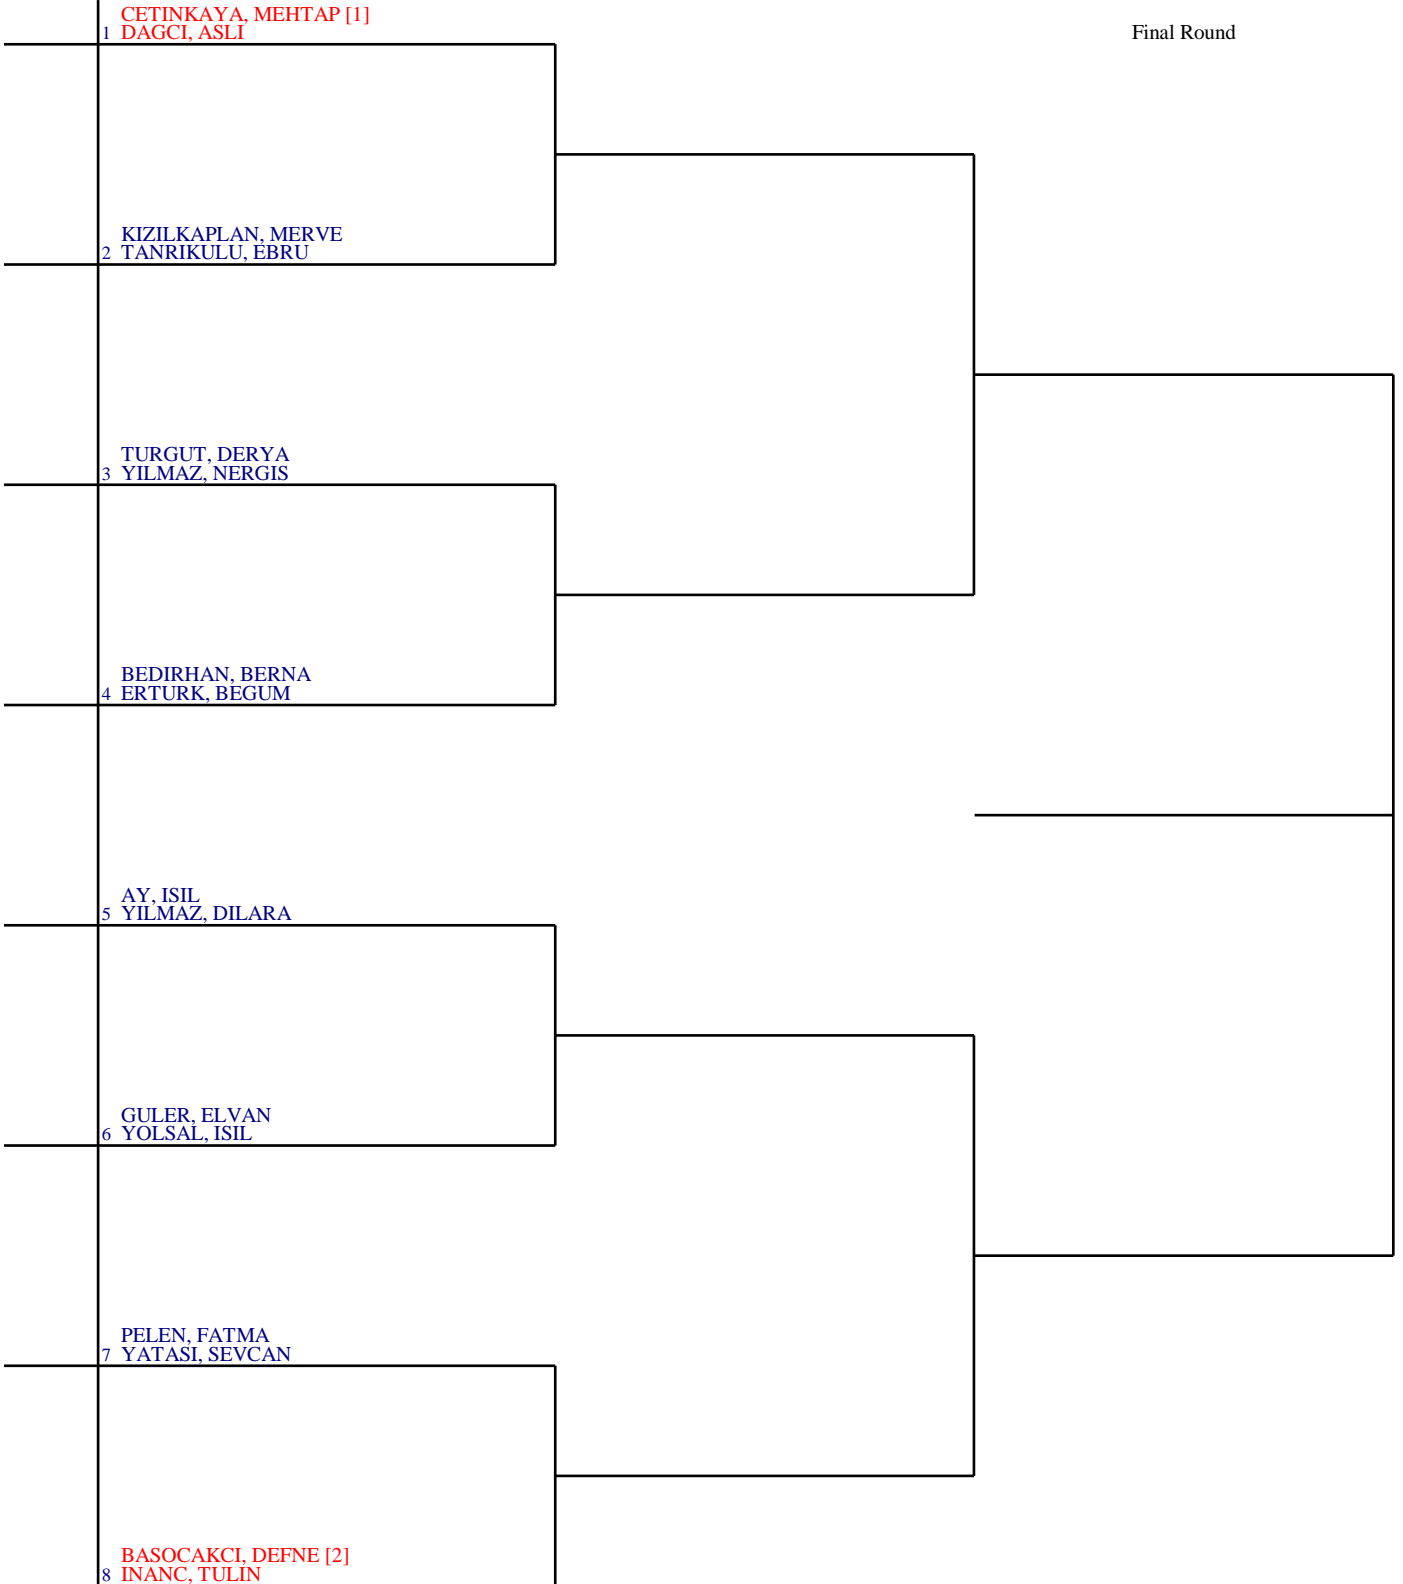 CETINKAYA, MEHTAP [1]
1 DAGCI, ASLI
Final Round
KIZILKAPLAN, MERVE
2 TANRIKULU, EBRU
TURGUT, DERYA
3 YILMAZ, NERGIS
BEDIRHAN, BERNA
4 ERTURK, BEGUM
AY, ISIL
5 YILMAZ, DILARA
GULER, ELVAN
6 YOLSAL, ISIL
PELEN, FATMA
7 YATASI, SEVCAN
BASOCAKCI, DEFNE [2]
8 INANC, TULIN